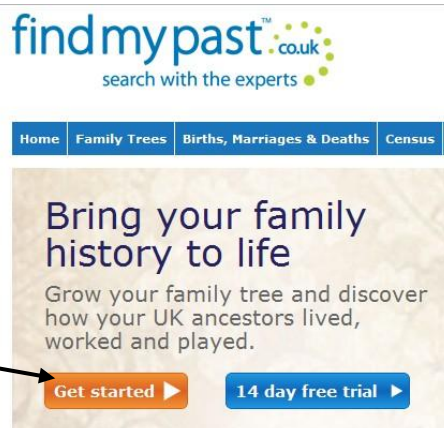 findmypast™.co.uk
search with the experts
Home Family Trees Births, Marriages & Deaths Census
Bring your family
history to life
Grow your family tree and discover
how your UK ancestors lived,
worked and played.
Get started 14 day free trial